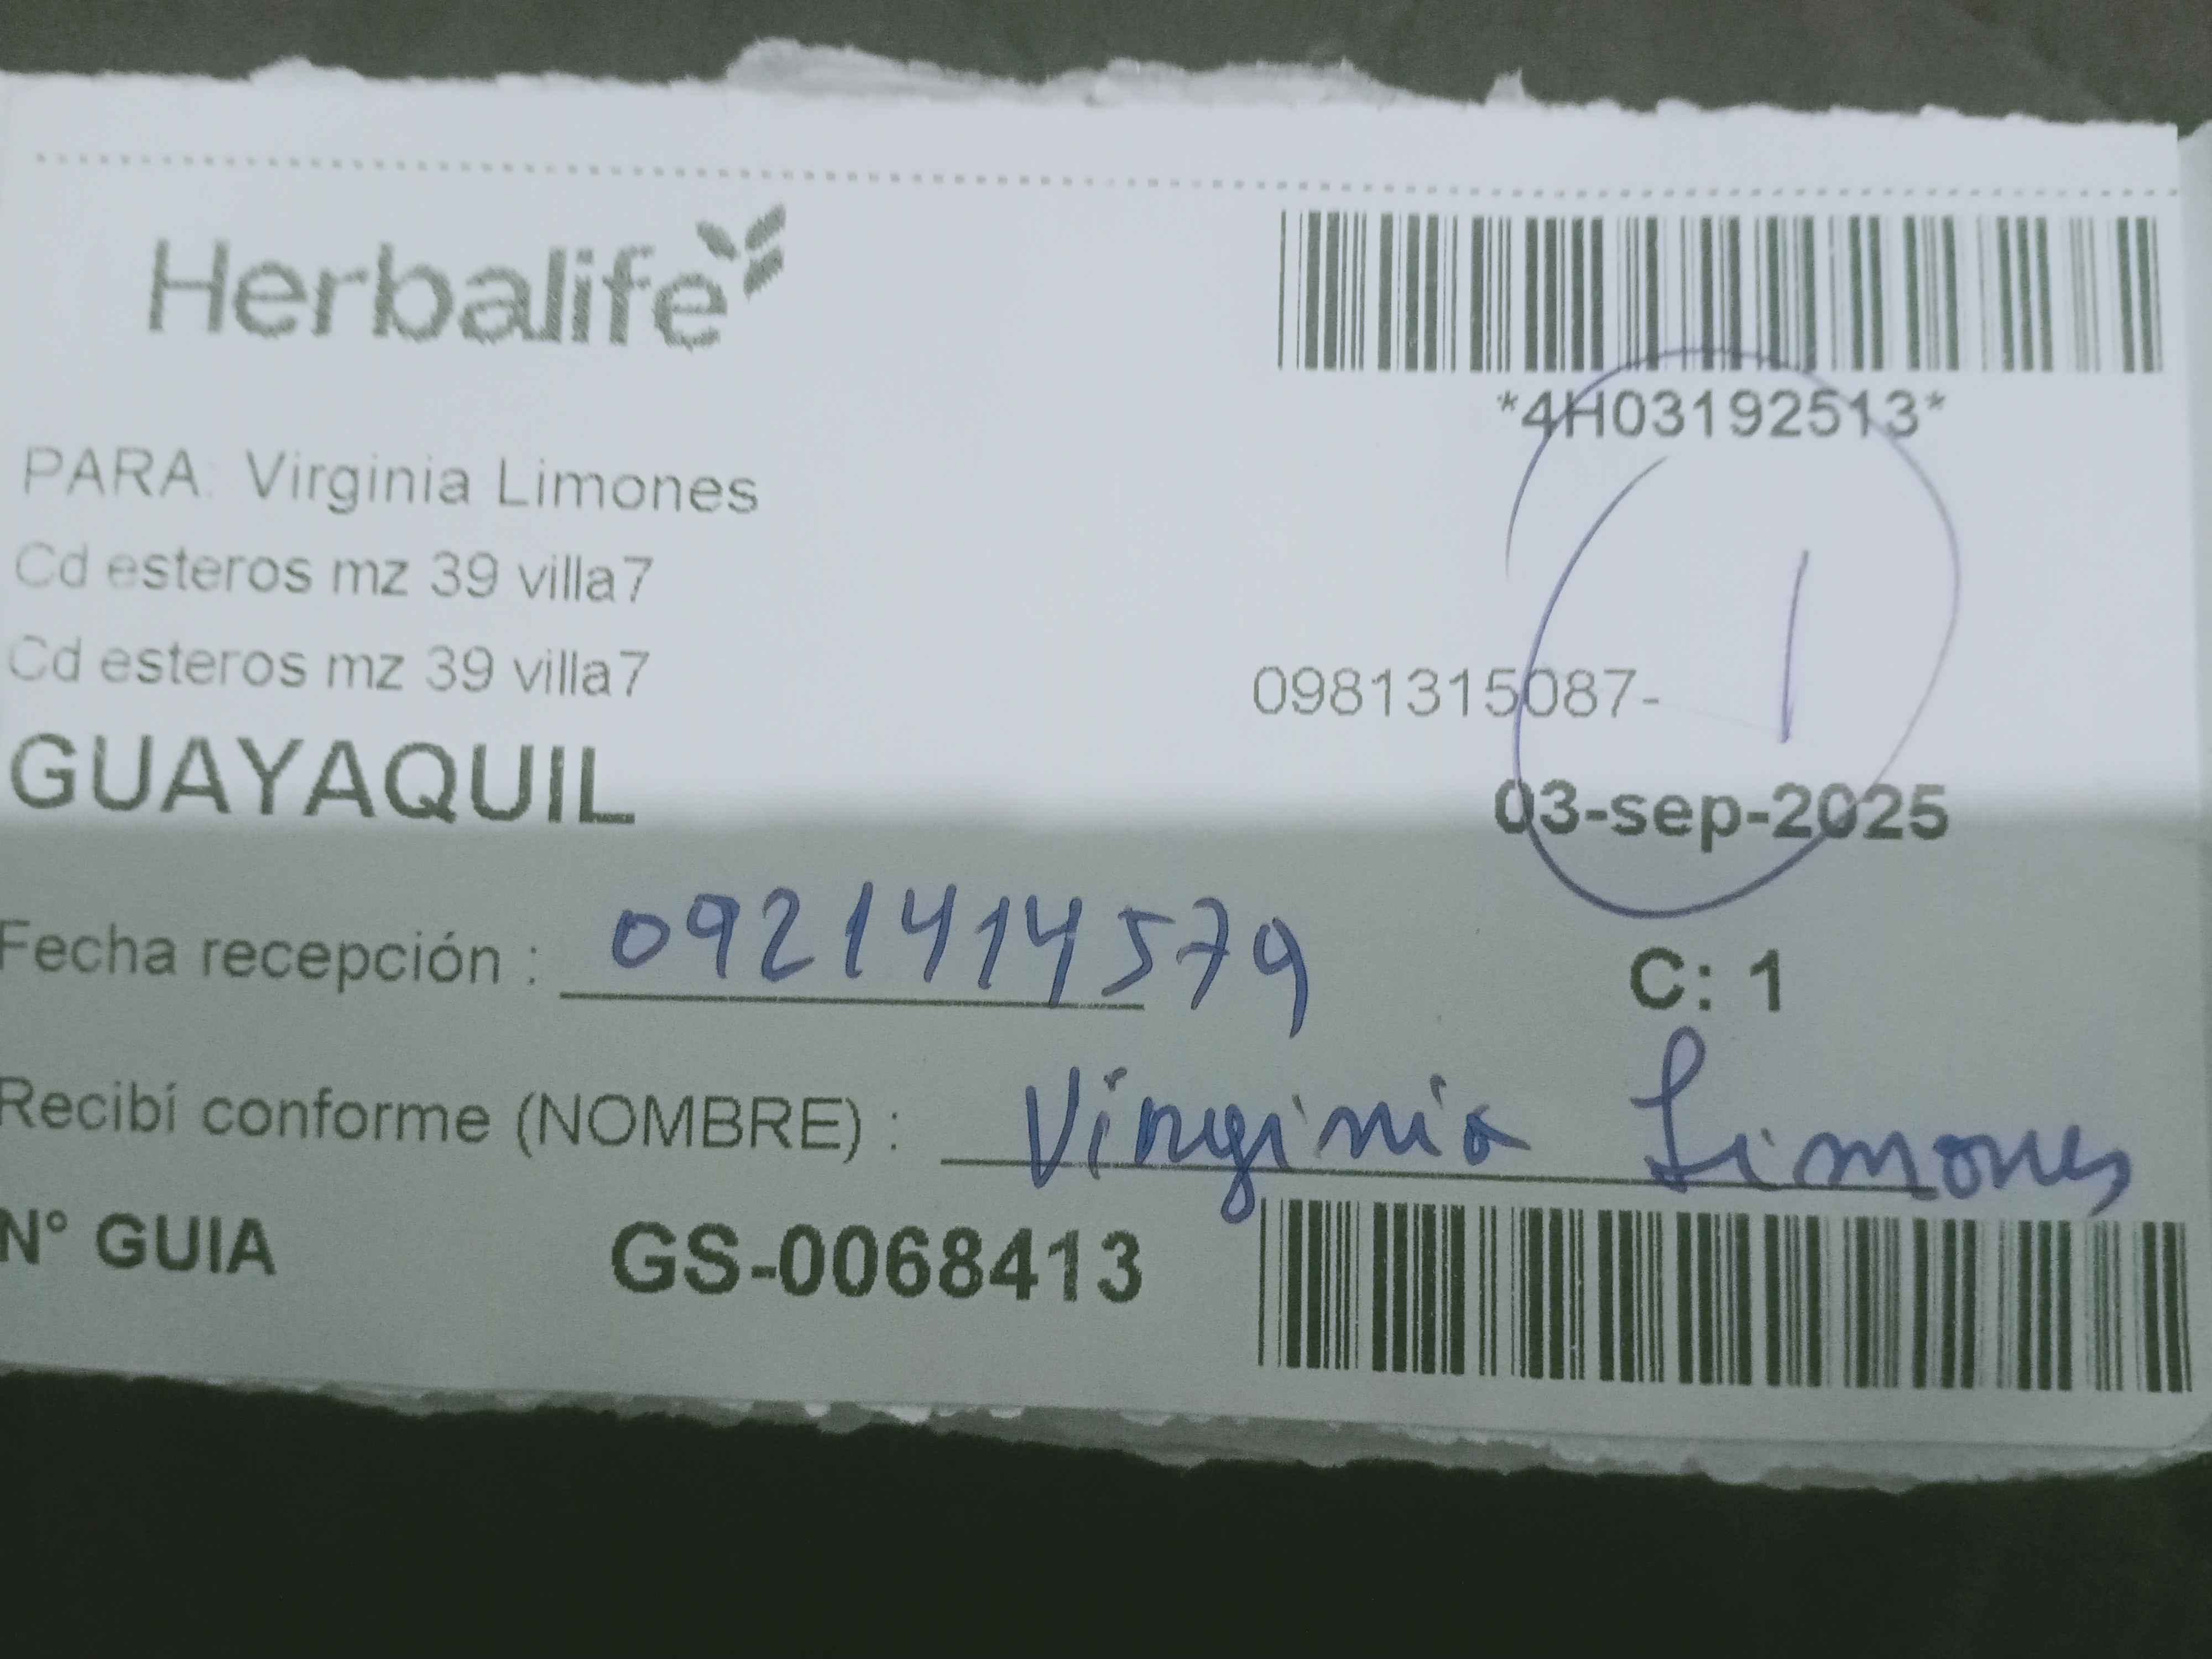 Herbalife
*4H03192513*
PARA: Virginia Limones
Cd esteros mz 39 villa7
Cd esteros mz 39 villa7
0981315087-
1
GUAYAQUIL
03-sep-2025
Fecha recepción : 0921414579
C: 1
Recibí conforme (NOMBRE) : Virginia Limones
N° GUIA GS-0068413